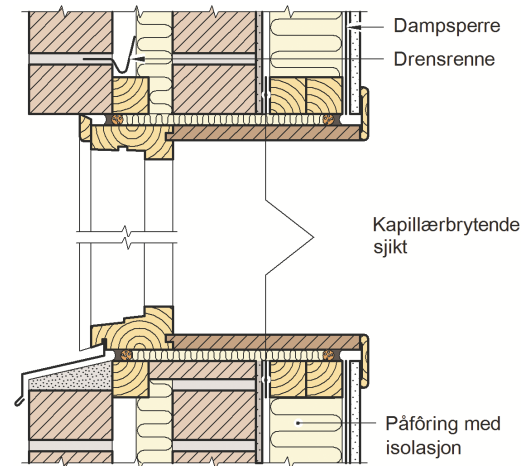 Dampsperre
Drensrenne
Kapillærbrytende
sjikt
Påfôring med
isolasjon